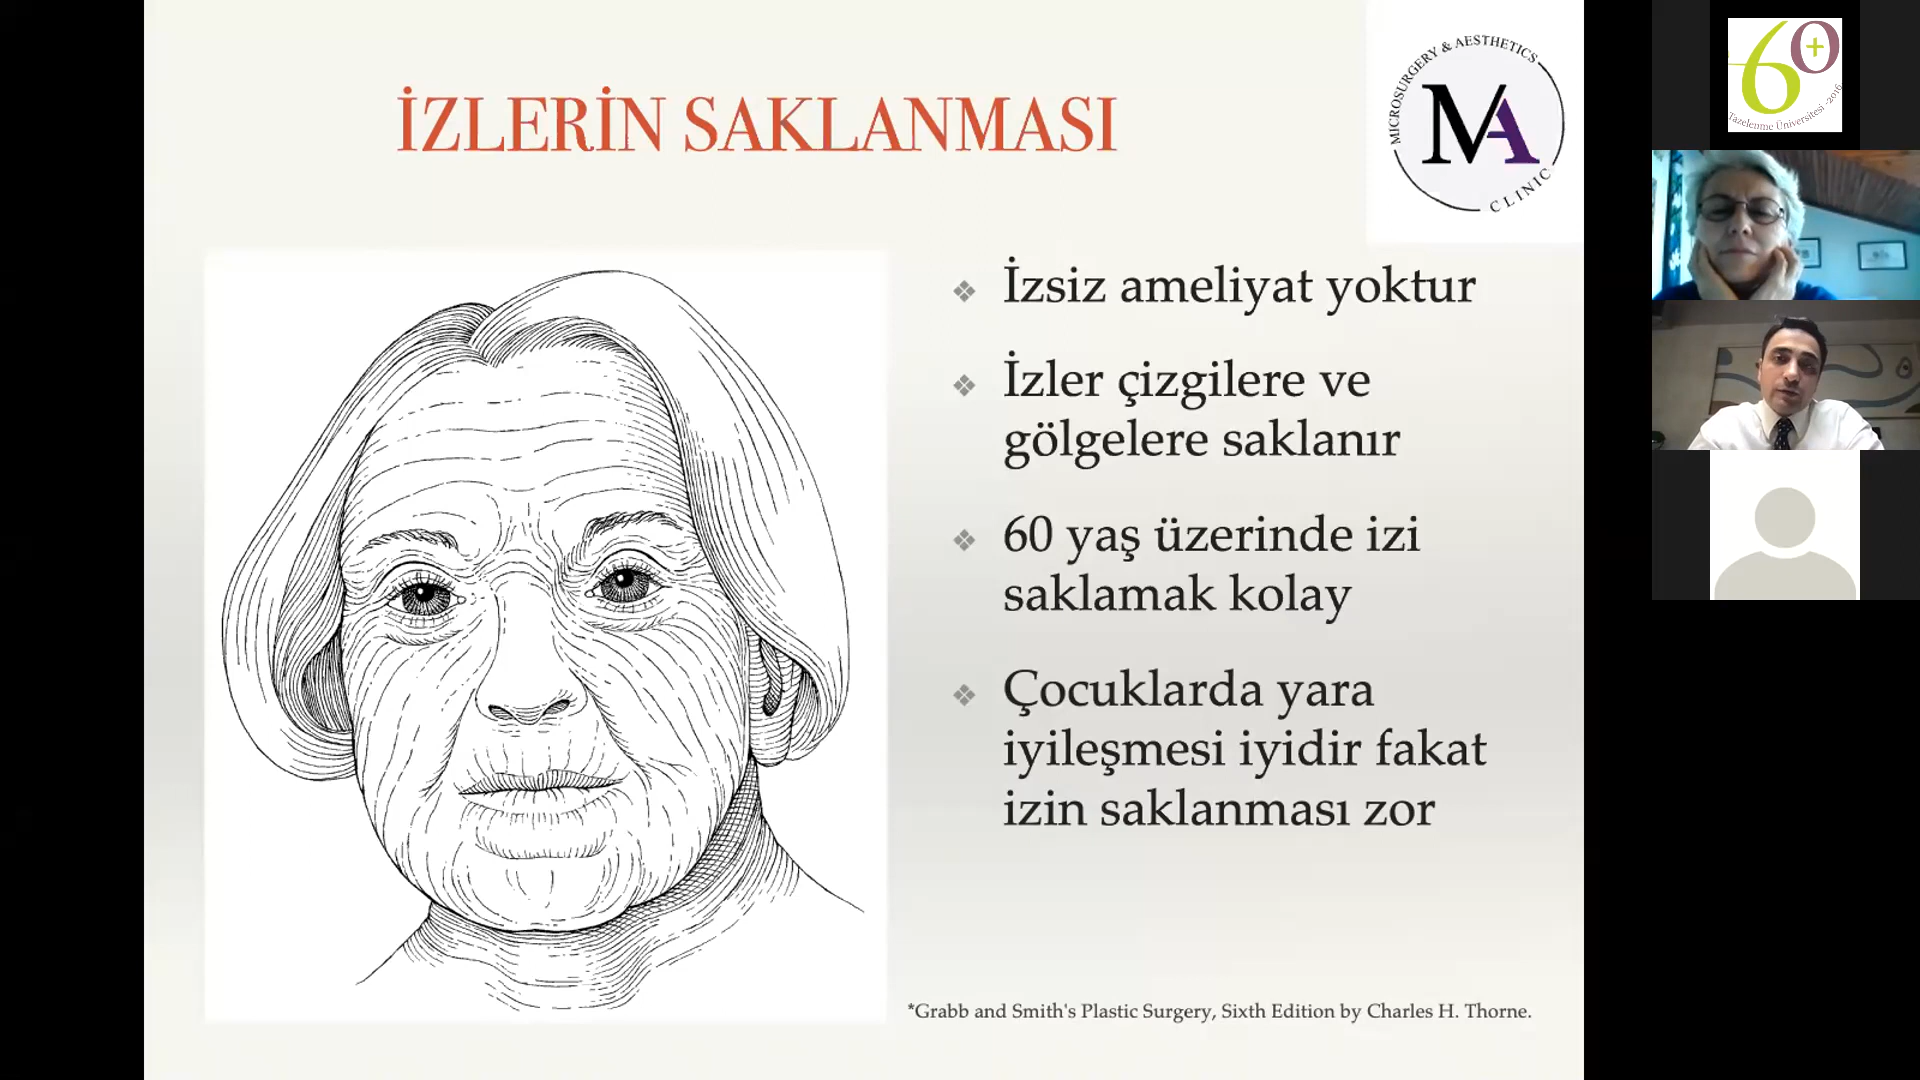 İZLERİN SAKLANMASI
MICROSURGERY & AESTHETICS
MA
CLINIC
İzsiz ameliyat yoktur
İzler çizgilere ve
gölgelere saklanır
60 yaş üzerinde izi
saklamak kolay
Çocuklarda yara
iyileşmesi iyidir fakat
izin saklanması zor
*Grabb and Smith's Plastic Surgery, Sixth Edition by Charles H. Thorne.
60+
Tazelenme Üniversitesi -2016